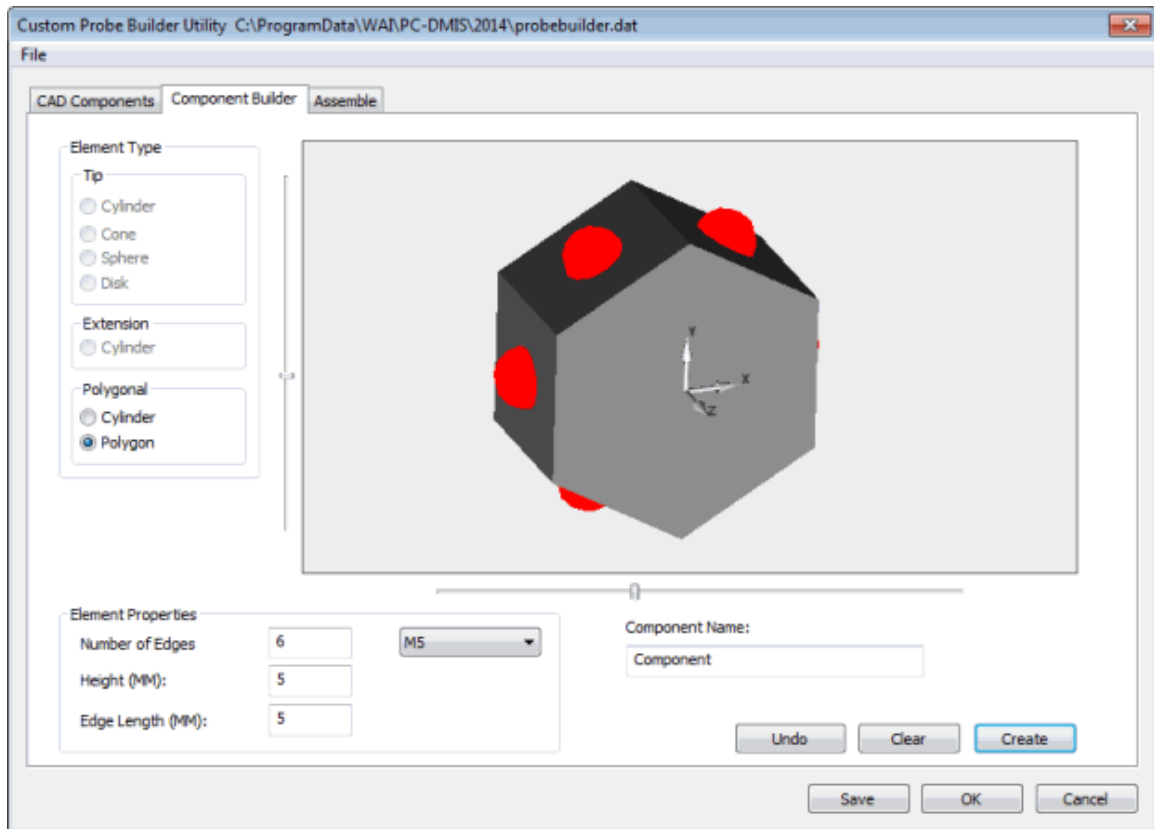 Custom Probe Builder Utility C:\ProgramData\WAI\PC-DMIS\2014\probebuilder.dat
File
CAD Components Component Builder Assemble
Element Type
Tip
Cylinder
Cone
Sphere
Disk
Extension
Cylinder
Polygonal
Cylinder
Polygon
Y
X
Z
Element Properties
Number of Edges 6 M5
Height (MM): 5
Edge Length (MM): 5
Component Name:
Component
Undo Clear Create
Save OK Cancel